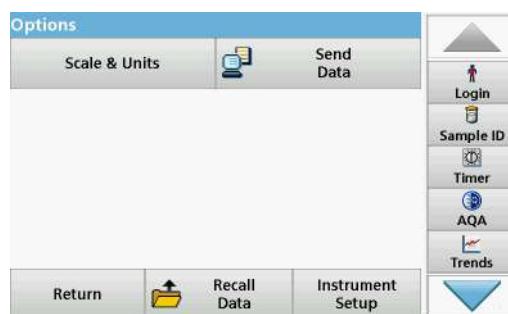 Options
Scale & Units
Send
Data
Login
Sample ID
Timer
AQA
Trends
Return
Recall
Data
Instrument
Setup